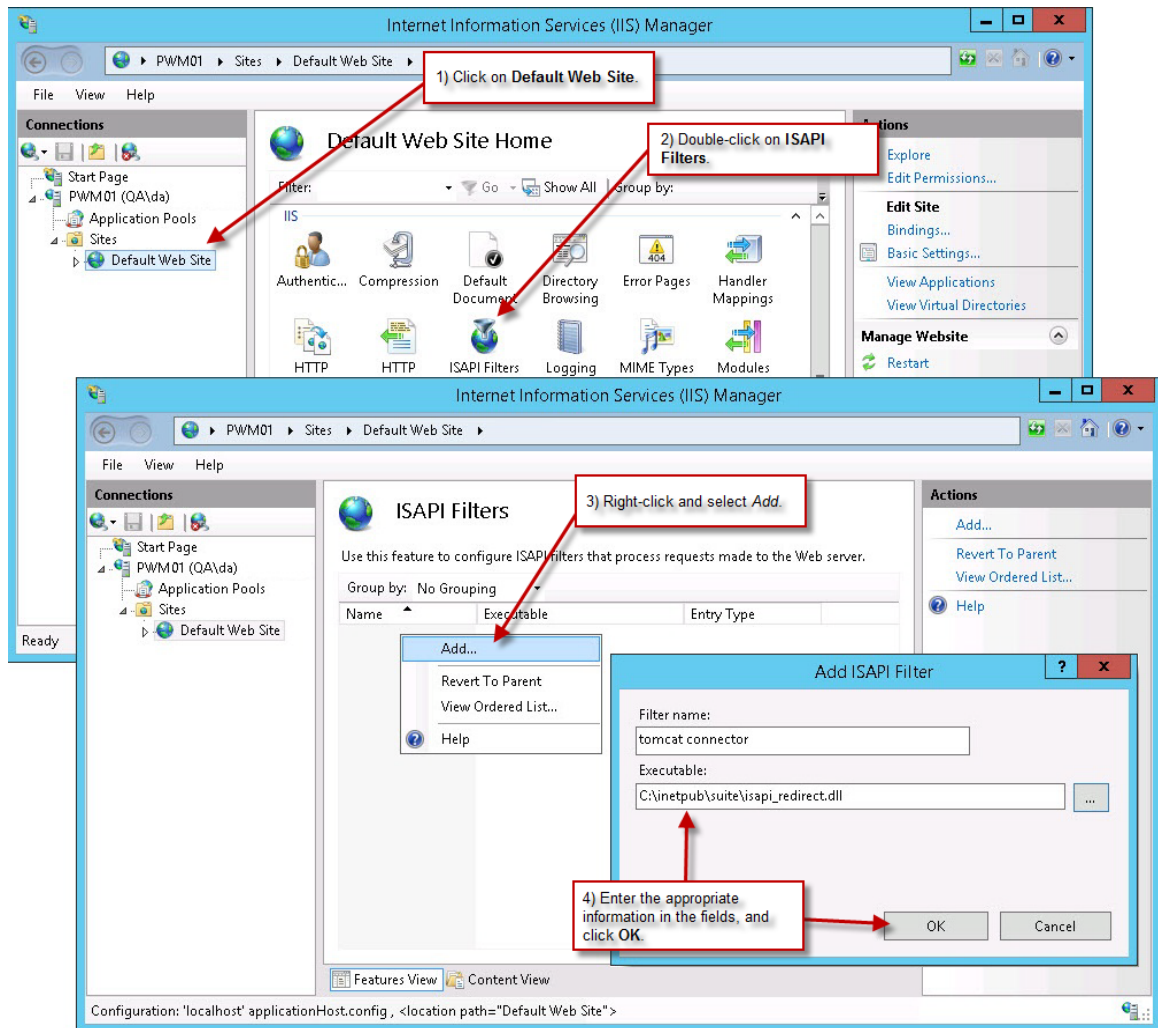 Internet Information Services (IIS) Manager
PWM01 Sites Default Web Site
1) Click on Default Web Site.
File View Help
Connections
Start Page
PWM01 (QA\da)
Application Pools
Sites
Default Web Site
Default Web Site Home
2) Double-click on ISAPI
Filters.
Filter: Go Show All Group by:
IIS
Authentic... Compression Default Directory Error Pages Handler
Document Browsing Mappings
404
HTTP HTTP ISAPI Filters Logging MIME Types Modules
Actions
Explore
Edit Permissions...
Edit Site
Bindings...
Basic Settings...
View Applications
View Virtual Directories
Manage Website
Restart
Ready
Internet Information Services (IIS) Manager
PWM01 Sites Default Web Site
File View Help
Connections
Start Page
PWM01 (QA\da)
Application Pools
Sites
Default Web Site
ISAPI Filters
3) Right-click and select Add.
Use this feature to configure ISAPI filters that process requests made to the Web server.
Group by: No Grouping
Name Executable Entry Type
Add...
Revert To Parent
View Ordered List...
Help
Actions
Add...
Revert To Parent
View Ordered List...
Help
Add ISAPI Filter
Filter name:
tomcat connector
Executable:
C:\inetpub\suite\isapi_redirect.dll
...
4) Enter the appropriate
information in the fields, and
click OK.
OK Cancel
Features View Content View
Configuration: 'localhost' applicationHost.config , <location path="Default Web Site">